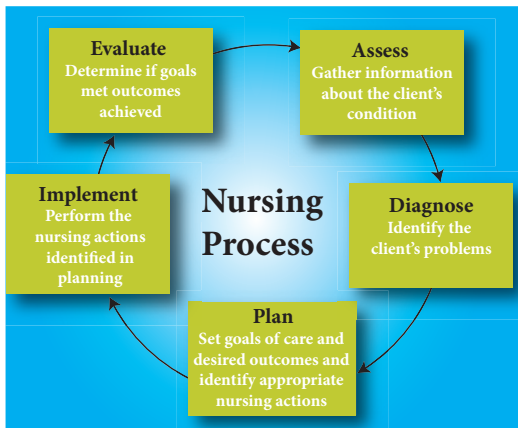 Nursing
Process
Assess
Gather information
about the client's
condition
Diagnose
Identify the
client's problems
Plan
Set goals of care and
desired outcomes and
identify appropriate
nursing actions
Implement
Perform the
nursing actions
identified in
planning
Evaluate
Determine if goals
met outcomes
achieved